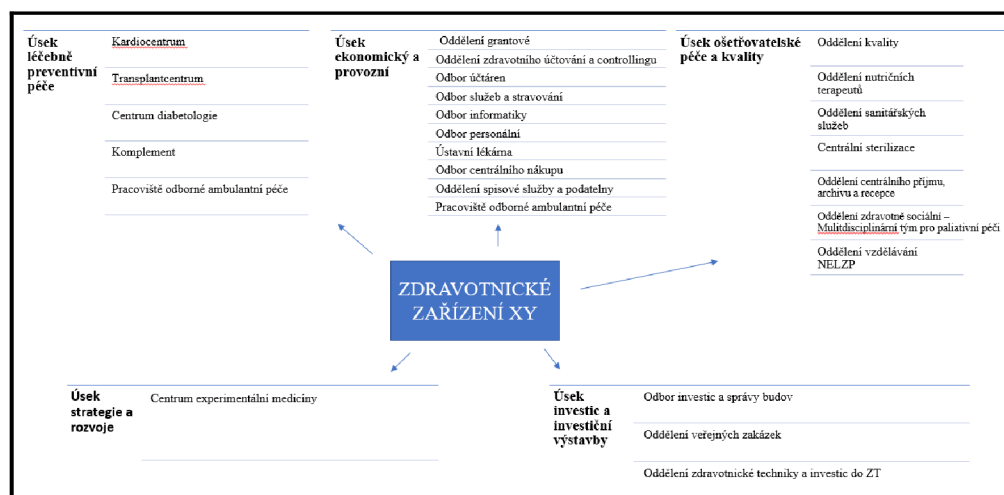 Úsek
léčebně
preventivní
péče
Kardiocentrum
Transplantcentrum
Centrum diabetologie
Komplement
Pracoviště odborné ambulantní péče
Úsek
ekonomický a
provozní
Oddělení grantové
Oddělení zdravotního účtování a controllingu
Odbor účtáren
Odbor služeb a stravování
Odbor informatiky
Odbor personální
Ústavní lékárna
Odbor centrálního nákupu
Oddělení spisové služby a podatelny
Pracoviště odborné ambulantní péče
Úsek ošetřovatelské
péče a kvality
Oddělení kvality
Oddělení nutričních
terapeutů
Oddělení sanitářských
služeb
Centrální sterilizace
Oddělení centrálního příjmu,
archivu a recepce
Oddělení zdravotně sociální –
Mulitdisciplinární tým pro paliativní péči
Oddělení vzdělávání
NELZP
ZDRAVOTNICKÉ
ZAŘÍZENÍ XY
Úsek
strategie a
rozvoje
Centrum experimentální medicíny
Úsek
investic a
investiční
výstavby
Odbor investic a správy budov
Oddělení veřejných zakázek
Oddělení zdravotnické techniky a investic do ZT